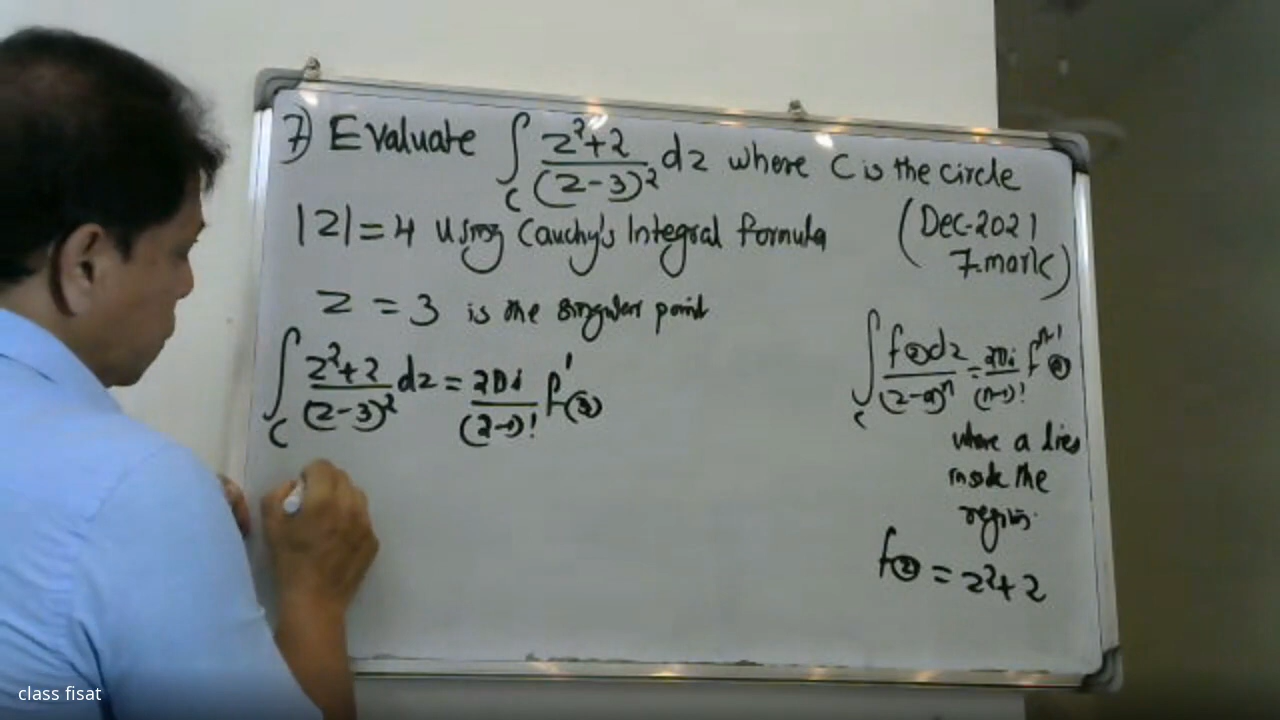 7) Evaluate ∫_C (z²+2)/(z-3)² dz where C is the circle
|z| = 4 Using Cauchy's Integral formula (Dec-2021
7-mark)
z = 3 is the singular point
∫_C (z²+2)/(z-3)² dz = 2πi/(2-1)! f'(3)
∫_C f(z)dz/(z-a)ⁿ = 2πi/(n-1)! fⁿ⁻¹(a)
where a lies
inside the
region.
f(z) = z²+2
class fisat